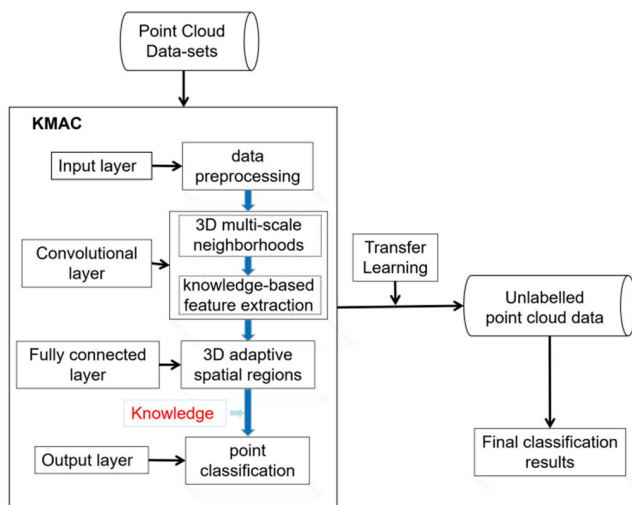 Point Cloud
Data-sets
KMAC
Input layer
data
preprocessing
Convolutional
layer
3D multi-scale
neighborhoods
knowledge-based
feature extraction
Fully connected
layer
3D adaptive
spatial regions
Knowledge
Output layer
point
classification
Transfer
Learning
Unlabelled
point cloud data
Final classification
results